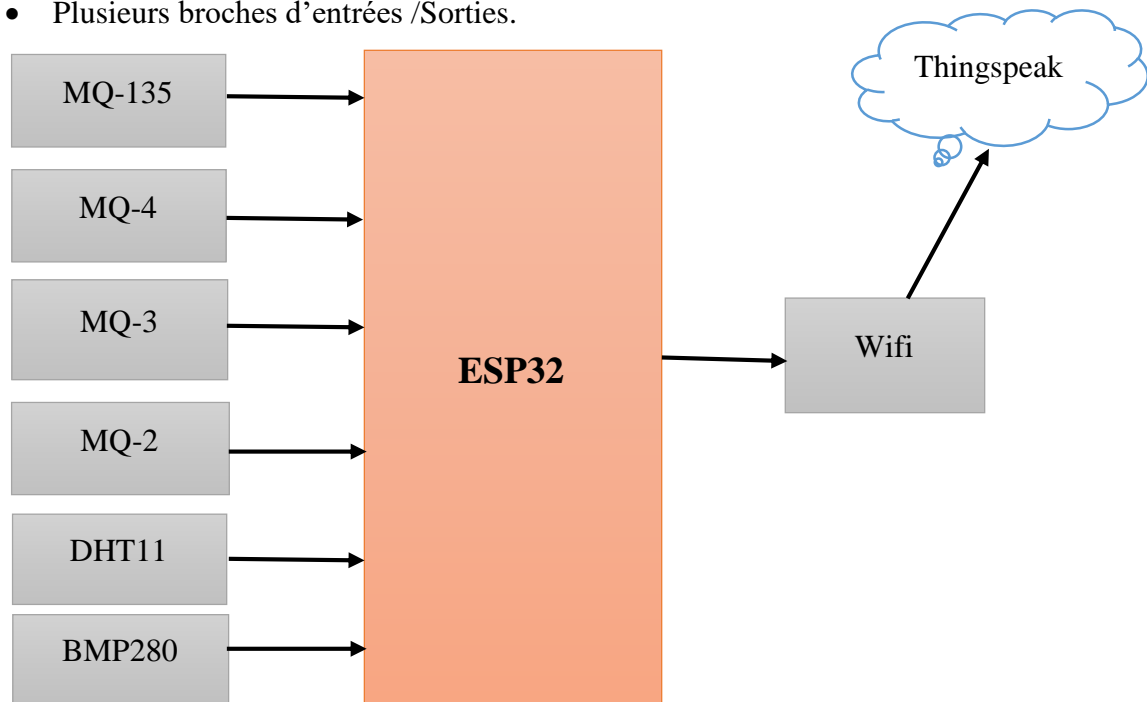 • Plusieurs broches d’entrées /Sorties.
Thingspeak
MQ-135
MQ-4
MQ-3
Wifi
ESP32
MQ-2
DHT11
BMP280